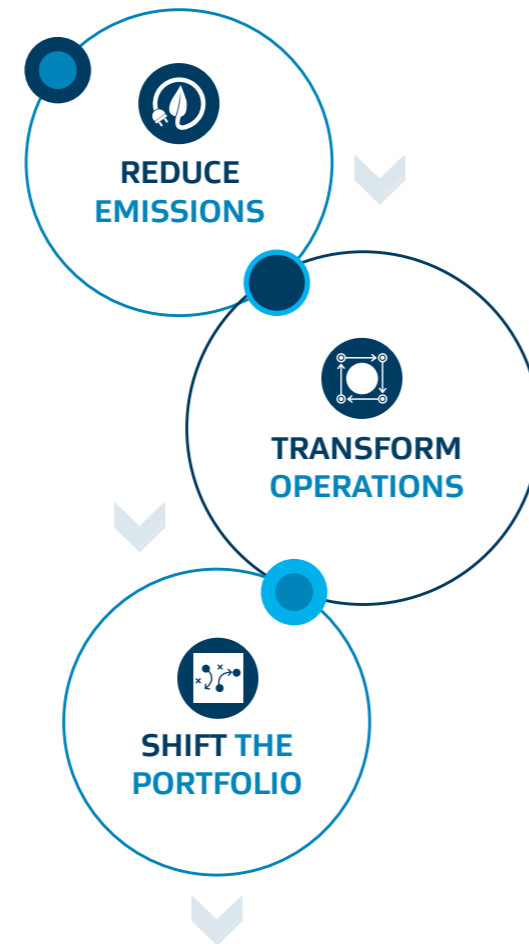 REDUCE
EMISSIONS
TRANSFORM
OPERATIONS
SHIFT THE
PORTFOLIO